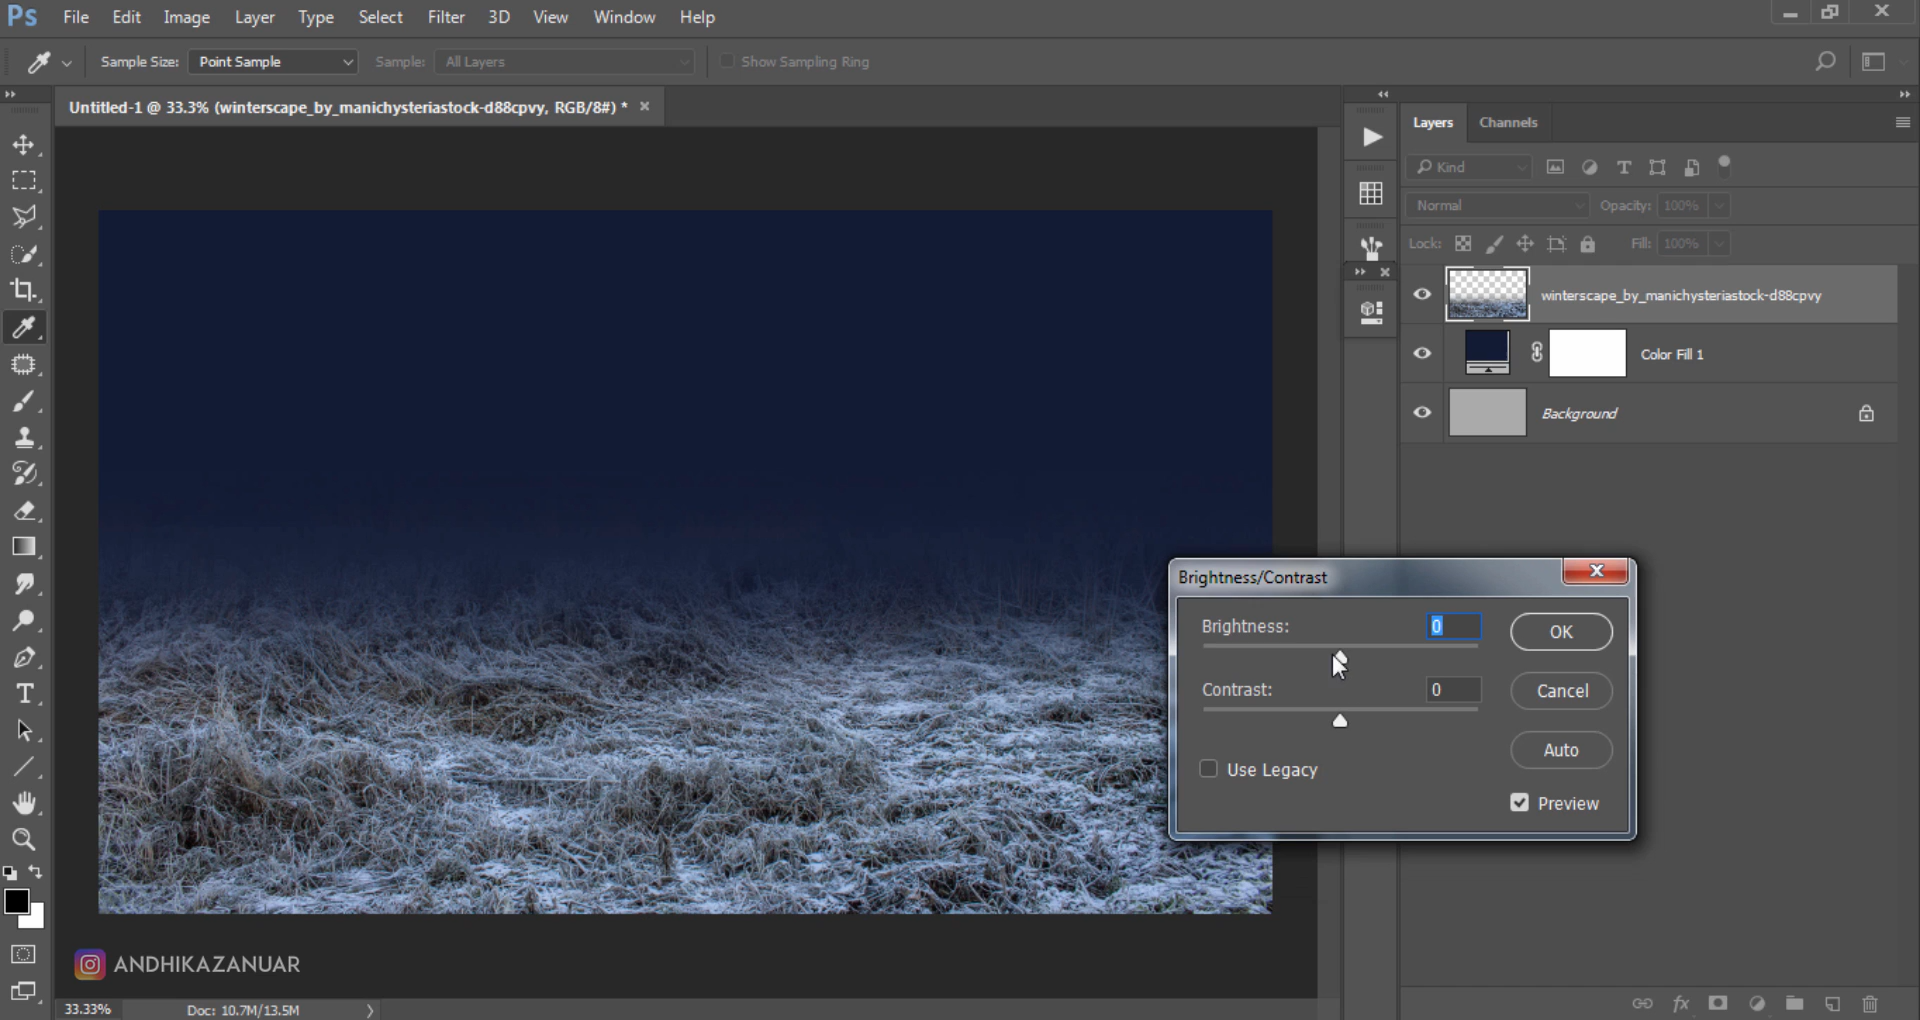 Ps File Edit Image Layer Type Select Filter 3D View Window Help
Sample Size: Point Sample Sample: All Layers Show Sampling Ring
Untitled-1 @ 33.3% (winterscape_by_manichysteriastock-d88cpvy, RGB/8#) *
Layers Channels
Kind
Normal Opacity: 100%
Lock: Fill: 100%
winterscape_by_manichysteriastock-d88cpvy
Color Fill 1
Background
Brightness/Contrast
Brightness: 0
OK
Contrast: 0
Cancel
Auto
Use Legacy
Preview
ANDHIKAZANUAR
33.33% Doc: 10.7M/13.5M
fx